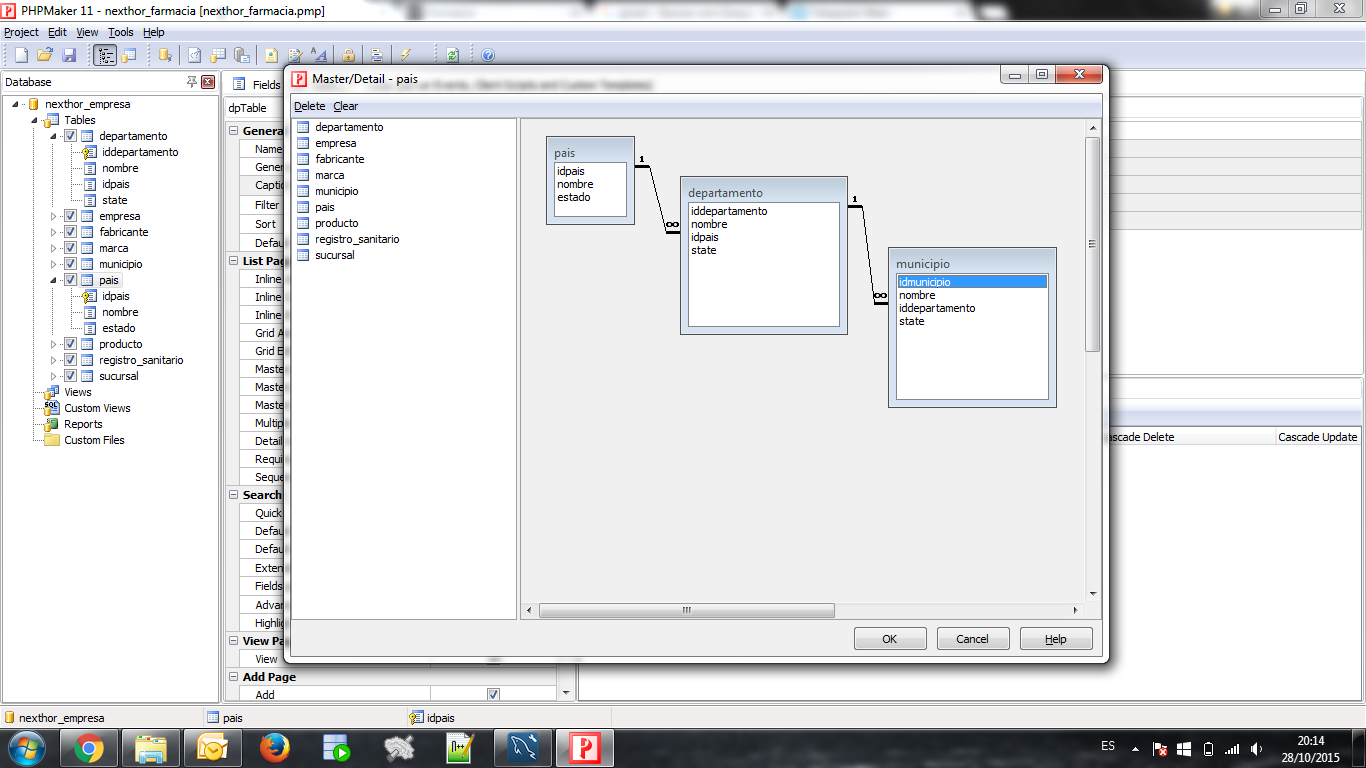 PHPMaker 11 - nexthor_farmacia [nexthor_farmacia.pmp]
Project Edit View Tools Help
Database
nexthor_empresa
Tables
departamento
iddepartamento
nombre
idpais
state
empresa
fabricante
marca
municipio
pais
idpais
nombre
estado
producto
registro_sanitario
sucursal
Views
Custom Views
Reports
Custom Files
Fields
dpTable
Genera
Name
Gener
Captio
Filter
Sort
Defau
List Pag
Inline
Inline
Inline
Grid A
Grid E
Maste
Maste
Maste
Multip
Detail
Requi
Seque
Search
Quick
Defau
Defau
Exten
Fields
Advan
Highlig
View Pa
View
Add Page
Add
Master/Detail - pais
Delete Clear
departamento
empresa
fabricante
marca
municipio
pais
producto
registro_sanitario
sucursal
pais
idpais
nombre
estado
1
∞
departamento
iddepartamento
nombre
idpais
state
1
∞
municipio
idmunicipio
nombre
iddepartamento
state
OK Cancel Help
ascade Delete Cascade Update
nexthor_empresa pais idpais
ES 20:14
28/10/2015